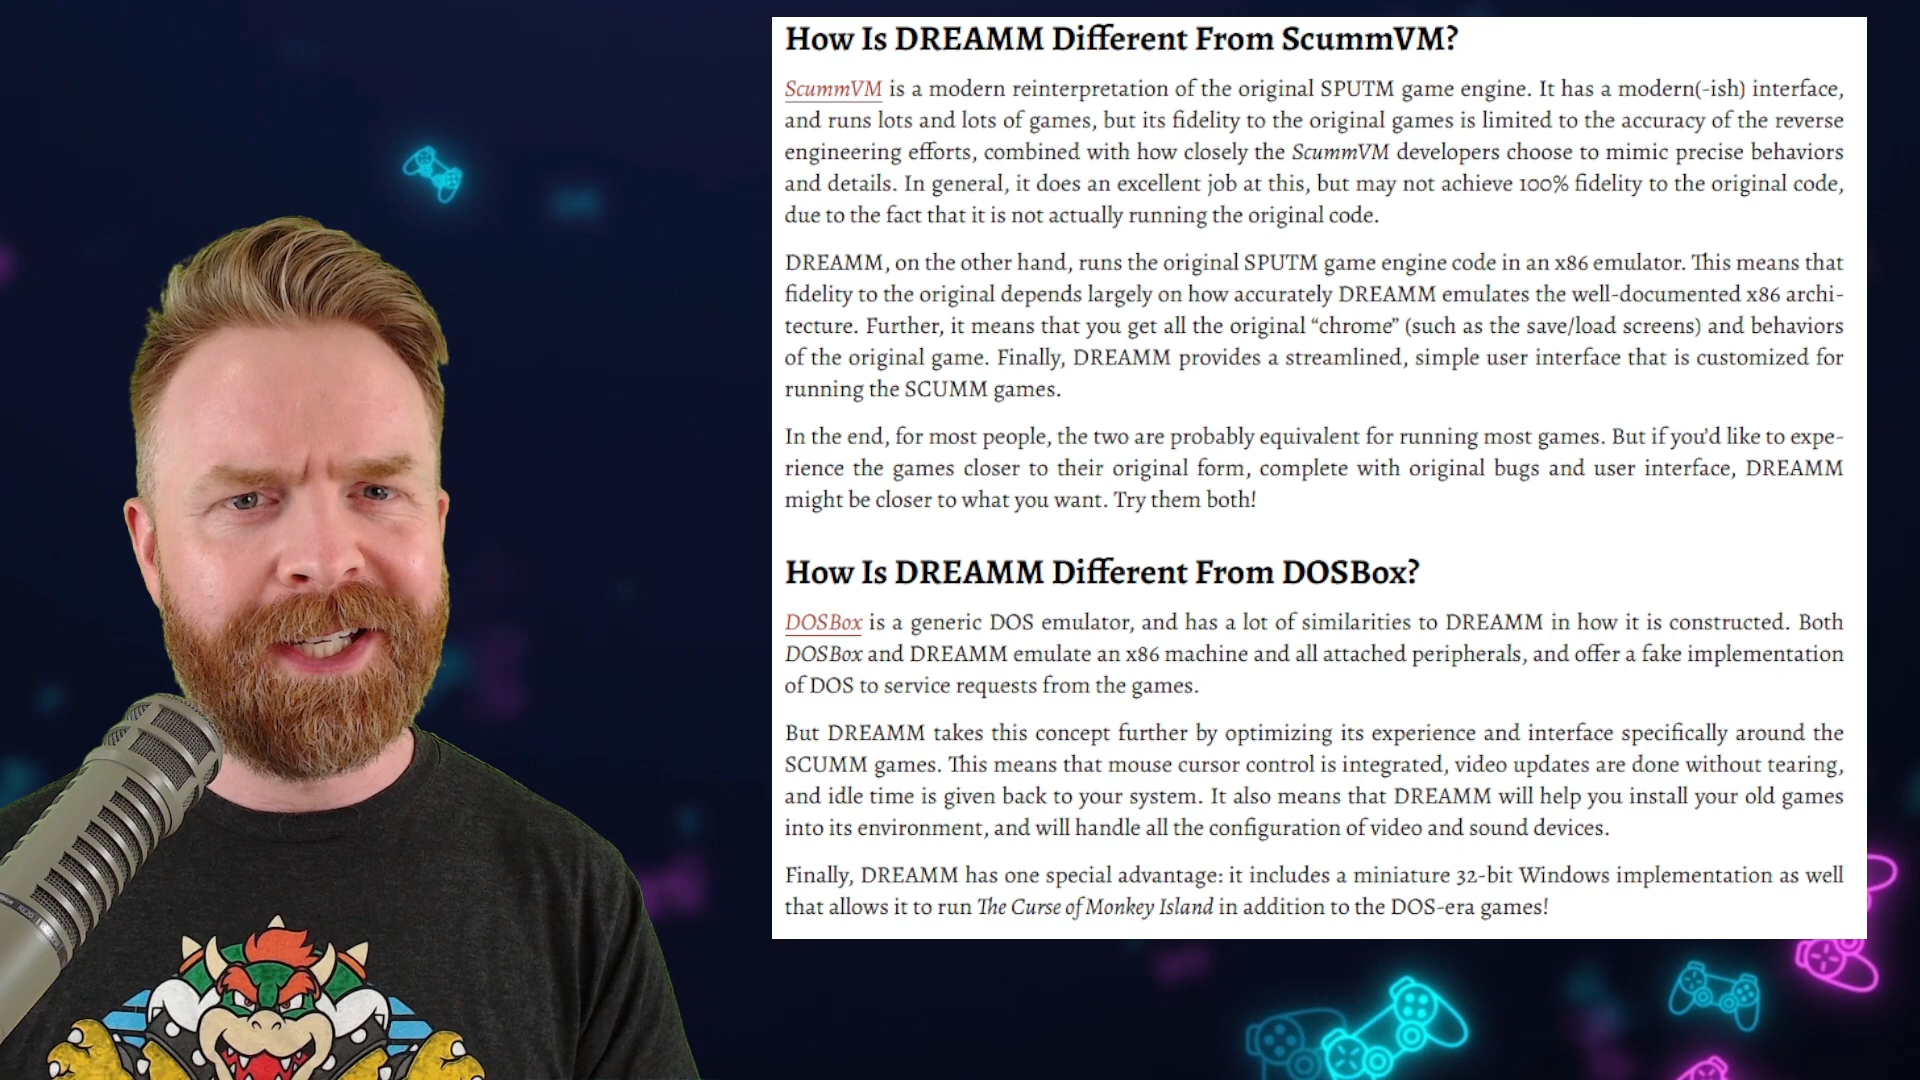 How Is DREAMM Different From ScummVM?
ScummVM is a modern reinterpretation of the original SPUTM game engine. It has a modern(-ish) interface,
and runs lots and lots of games, but its fidelity to the original games is limited to the accuracy of the reverse
engineering efforts, combined with how closely the ScummVM developers choose to mimic precise behaviors
and details. In general, it does an excellent job at this, but may not achieve 100% fidelity to the original code,
due to the fact that it is not actually running the original code.
DREAMM, on the other hand, runs the original SPUTM game engine code in an x86 emulator. This means that
fidelity to the original depends largely on how accurately DREAMM emulates the well-documented x86 archi-
tecture. Further, it means that you get all the original “chrome” (such as the save/load screens) and behaviors
of the original game. Finally, DREAMM provides a streamlined, simple user interface that is customized for
running the SCUMM games.
In the end, for most people, the two are probably equivalent for running most games. But if you’d like to expe-
rience the games closer to their original form, complete with original bugs and user interface, DREAMM
might be closer to what you want. Try them both!
How Is DREAMM Different From DOSBox?
DOSBox is a generic DOS emulator, and has a lot of similarities to DREAMM in how it is constructed. Both
DOSBox and DREAMM emulate an x86 machine and all attached peripherals, and offer a fake implementation
of DOS to service requests from the games.
But DREAMM takes this concept further by optimizing its experience and interface specifically around the
SCUMM games. This means that mouse cursor control is integrated, video updates are done without tearing,
and idle time is given back to your system. It also means that DREAMM will help you install your old games
into its environment, and will handle all the configuration of video and sound devices.
Finally, DREAMM has one special advantage: it includes a miniature 32-bit Windows implementation as well
that allows it to run The Curse of Monkey Island in addition to the DOS-era games!